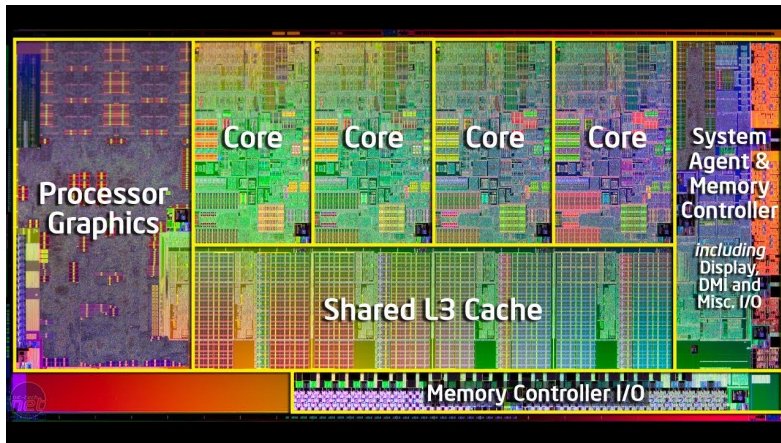 Processor
Graphics
Core
Core
Core
Core
System
Agent &
Memory
Controller
including
Display,
DMI and
Misc. I/O
Shared L3 Cache
Memory Controller I/O
net